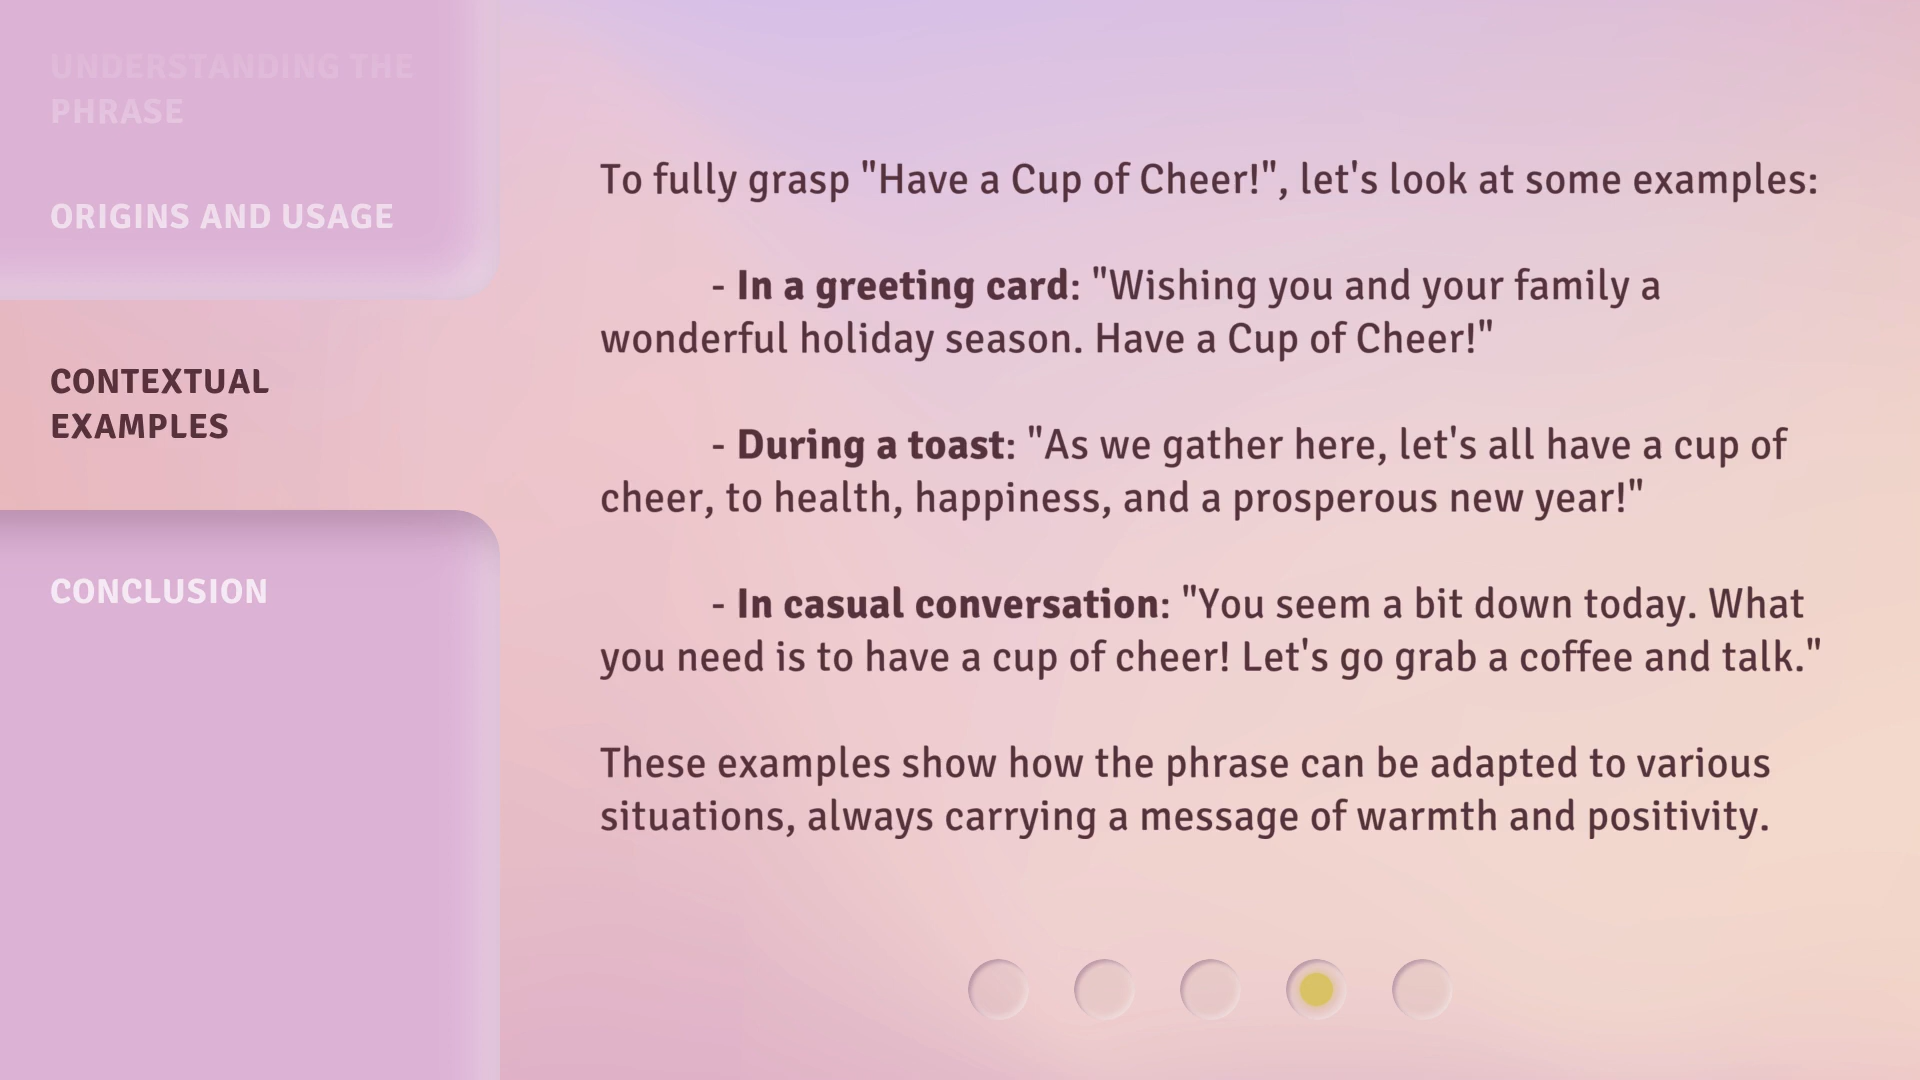 UNDERSTANDING THE
PHRASE
ORIGINS AND USAGE
CONTEXTUAL
EXAMPLES
CONCLUSION
To fully grasp "Have a Cup of Cheer!", let's look at some examples:
- In a greeting card: "Wishing you and your family a
wonderful holiday season. Have a Cup of Cheer!"
- During a toast: "As we gather here, let's all have a cup of
cheer, to health, happiness, and a prosperous new year!"
- In casual conversation: "You seem a bit down today. What
you need is to have a cup of cheer! Let's go grab a coffee and talk."
These examples show how the phrase can be adapted to various
situations, always carrying a message of warmth and positivity.